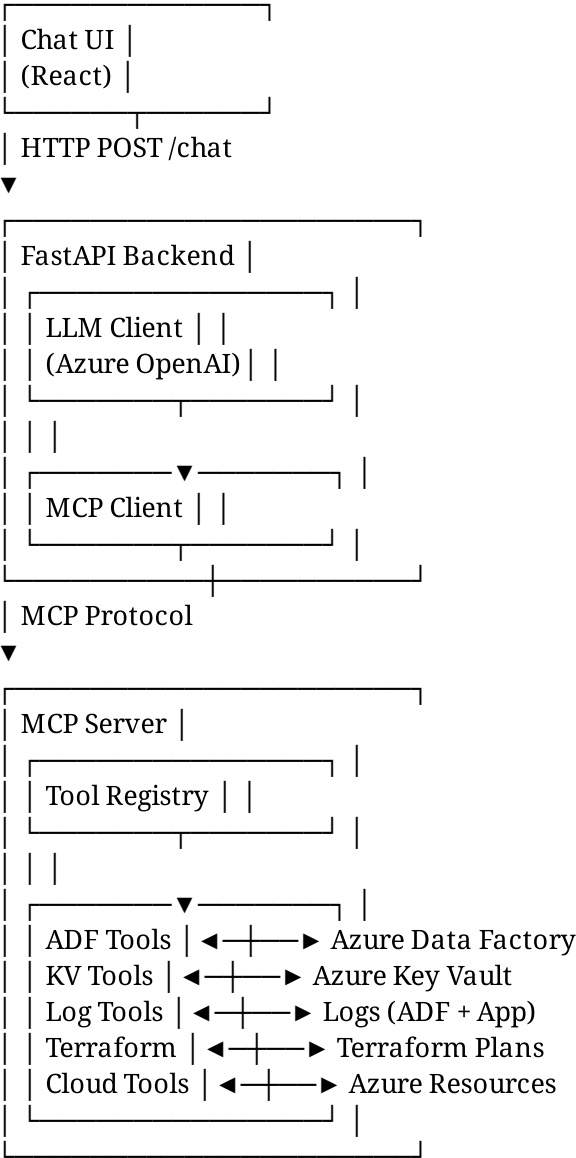 Chat UI
(React)
HTTP POST /chat
FastAPI Backend
LLM Client
(Azure OpenAI)
MCP Client
MCP Protocol
MCP Server
Tool Registry
ADF Tools Azure Data Factory
KV Tools Azure Key Vault
Log Tools Logs (ADF + App)
Terraform Terraform Plans
Cloud Tools Azure Resources